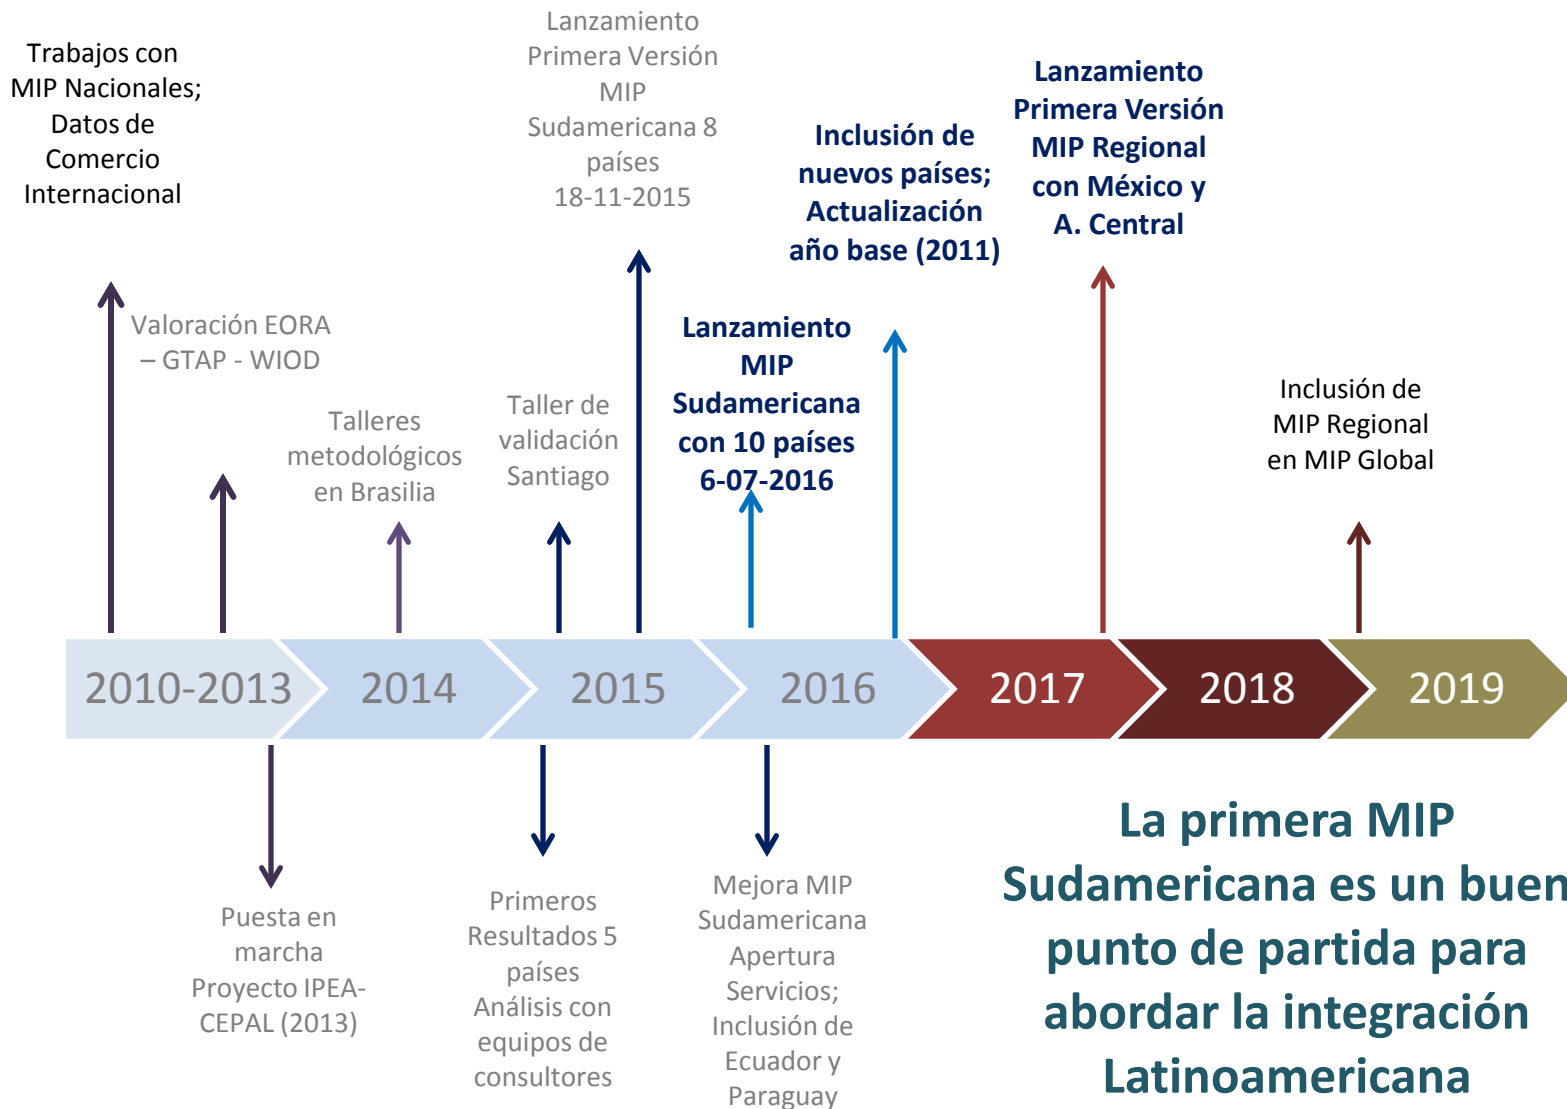 Trabajos con
MIP Nacionales;
Datos de
Comercio
Internacional
Valoración EORA
– GTAP - WIOD
Talleres
metodológicos
en Brasilia
Lanzamiento
Primera Versión
MIP
Sudamericana 8
países
18-11-2015
Taller de
validación
Santiago
Lanzamiento
MIP
Sudamericana
con 10 países
6-07-2016
Inclusión de
nuevos países;
Actualización
año base (2011)
Lanzamiento
Primera Versión
MIP Regional
con México y
A. Central
Inclusión de
MIP Regional
en MIP Global
2010-2013
2014
2015
2016
2017
2018
2019
Puesta en
marcha
Proyecto IPEA-
CEPAL (2013)
Primeros
Resultados 5
países
Análisis con
equipos de
consultores
Mejora MIP
Sudamericana
Apertura
Servicios;
Inclusión de
Ecuador y
Paraguay
La primera MIP
Sudamericana es un buen
punto de partida para
abordar la integración
Latinoamericana